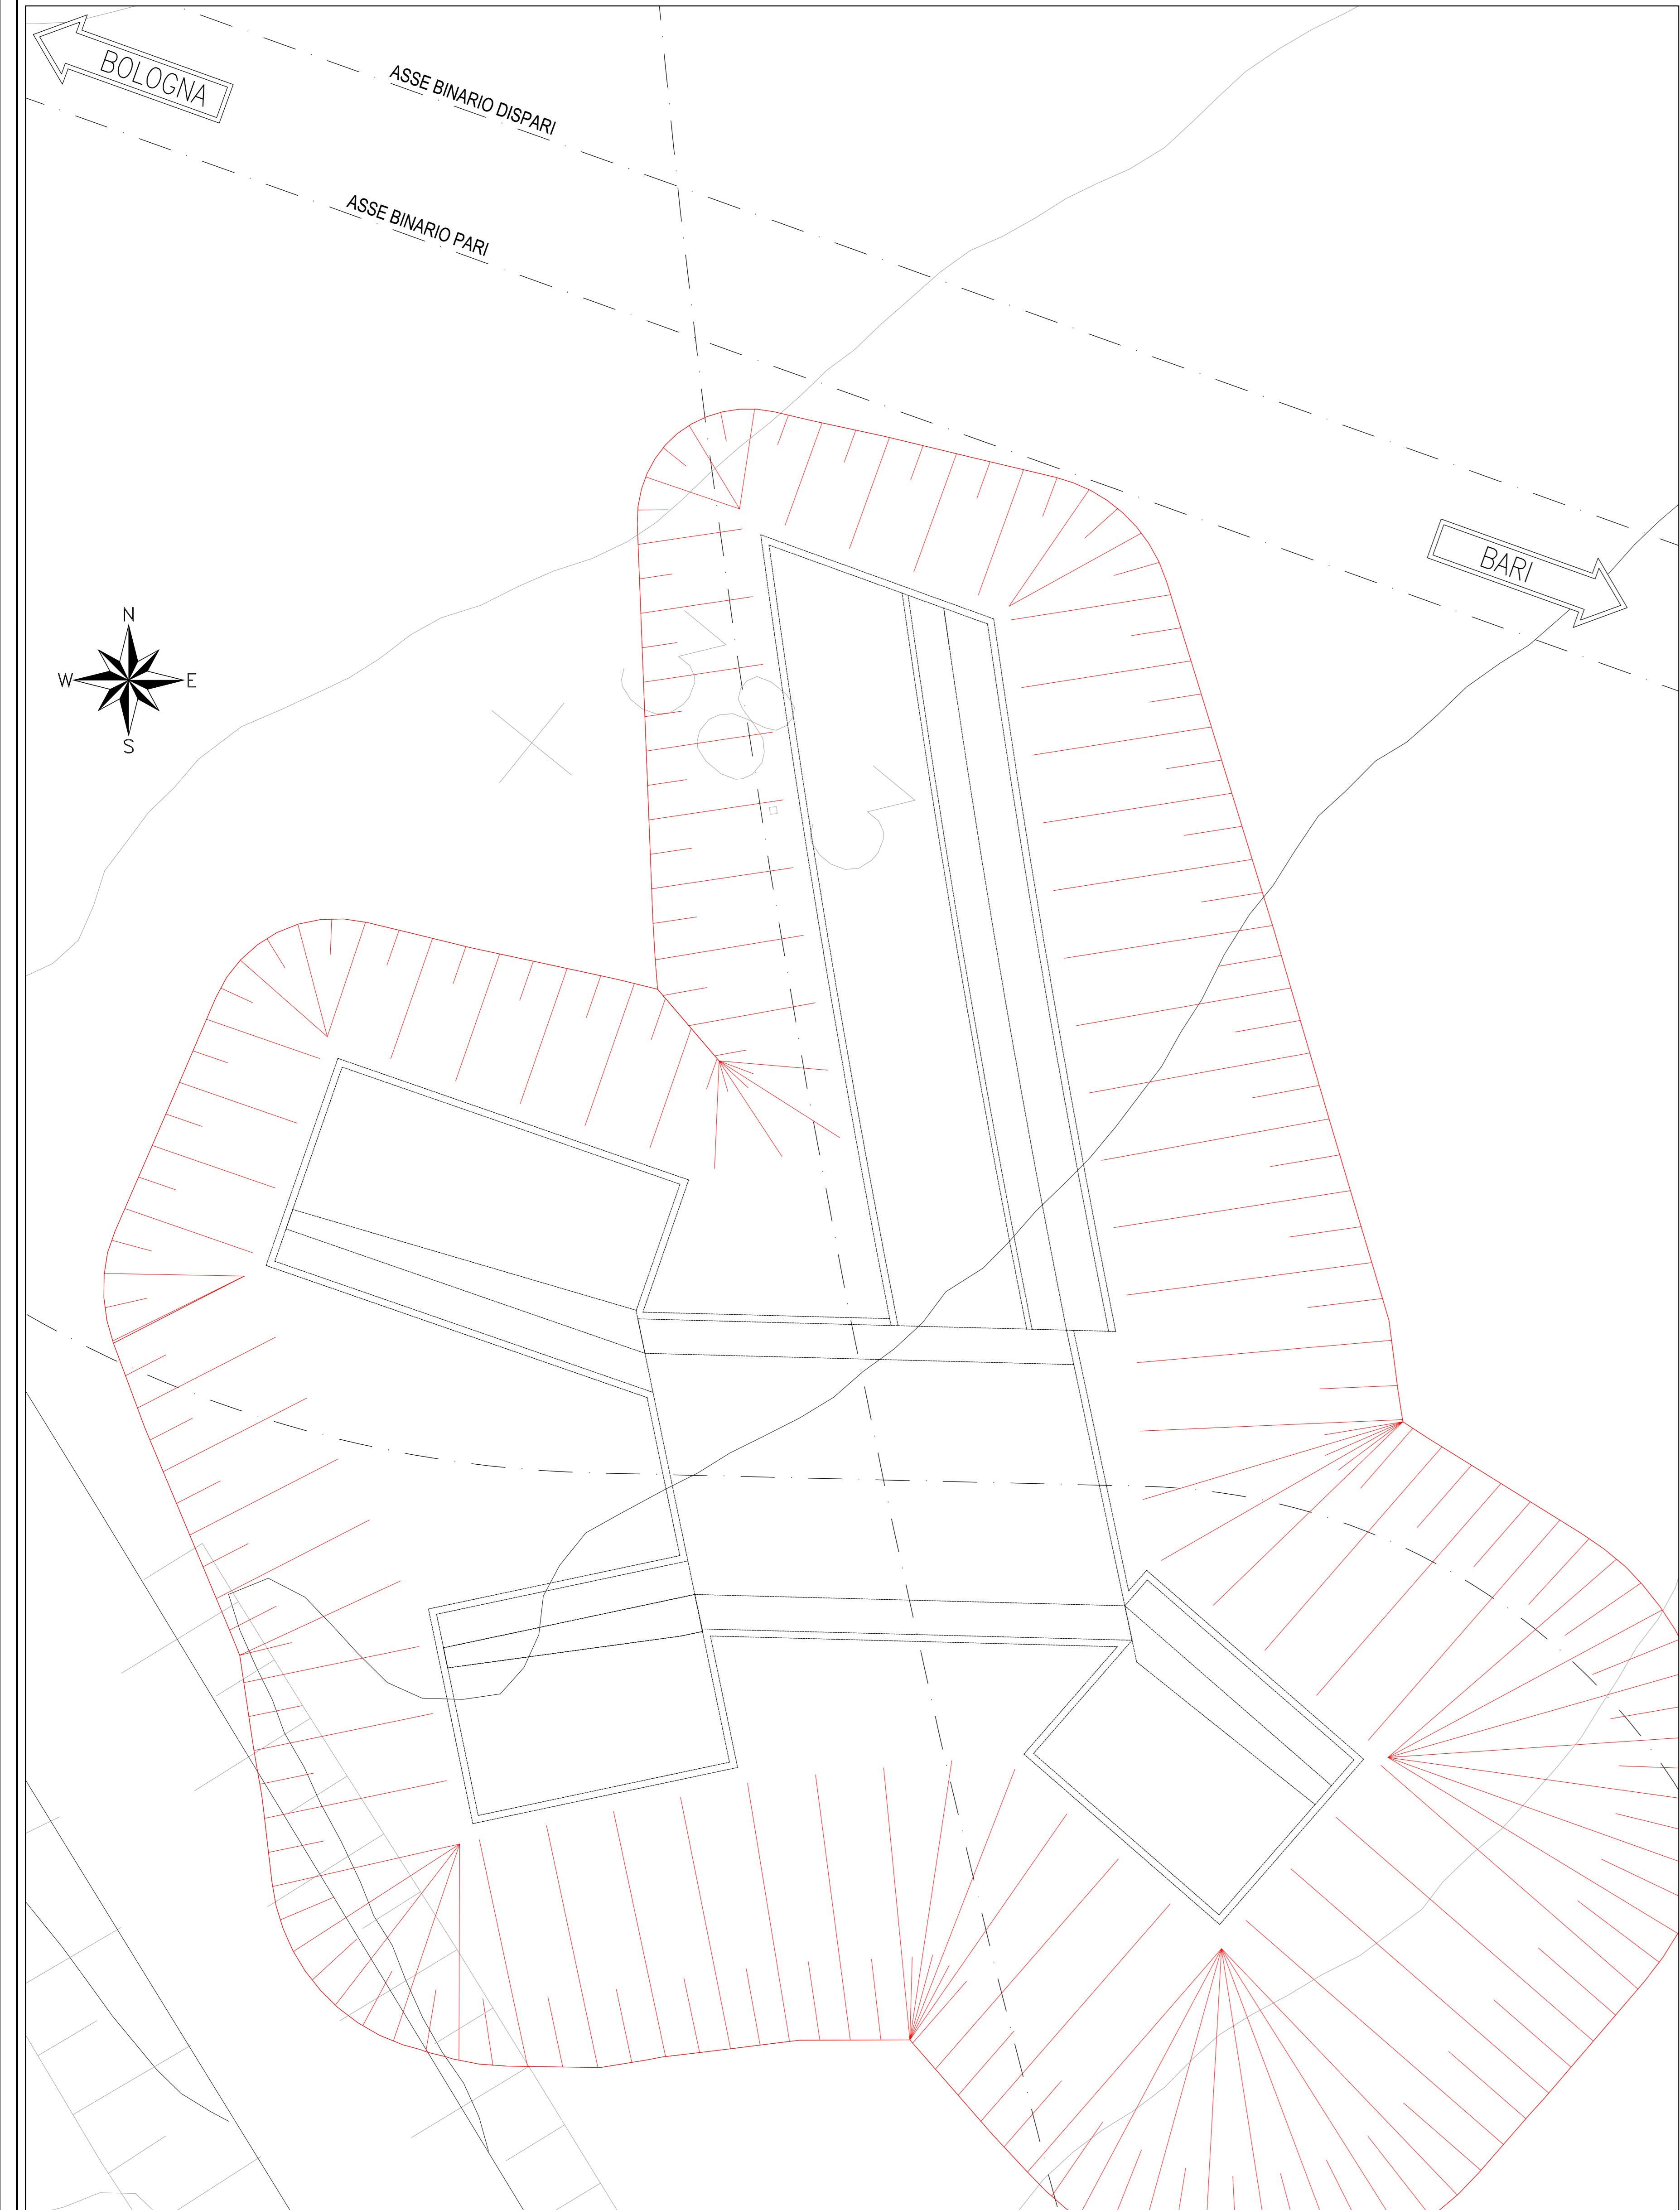 BOLOGNA
ASSE BINARIO DISPARI
ASSE BINARIO PARI
BARI
N
W E
S